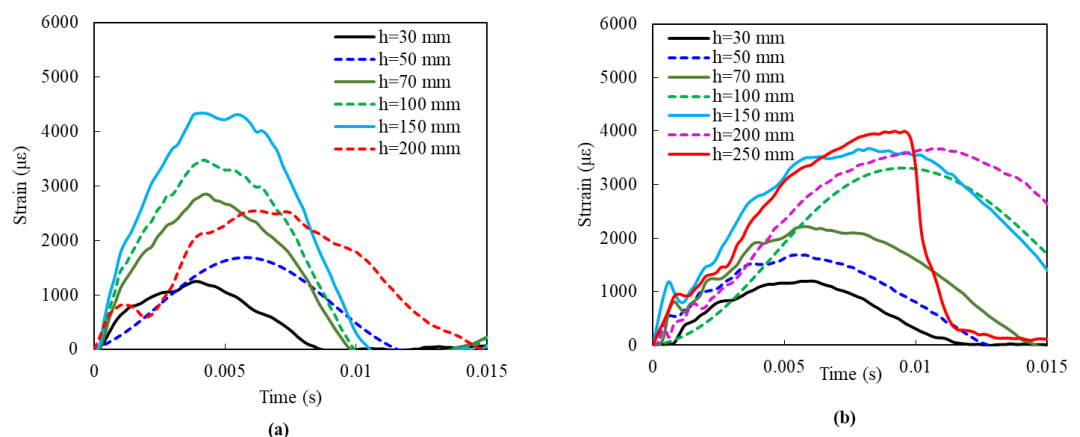 6000
5000
4000
3000
2000
1000
0
Strain (με)
h=30 mm
h=50 mm
h=70 mm
h=100 mm
h=150 mm
h=200 mm
0
0.005
0.01
0.015
Time (s)
(a)
6000
5000
4000
3000
2000
1000
0
Strrain (με)
h=30 mm
h=50 mm
h=70 mm
h=100 mm
h=150 mm
h=200 mm
h=250 mm
0
0.005
0.01
0.015
Time (s)
(b)